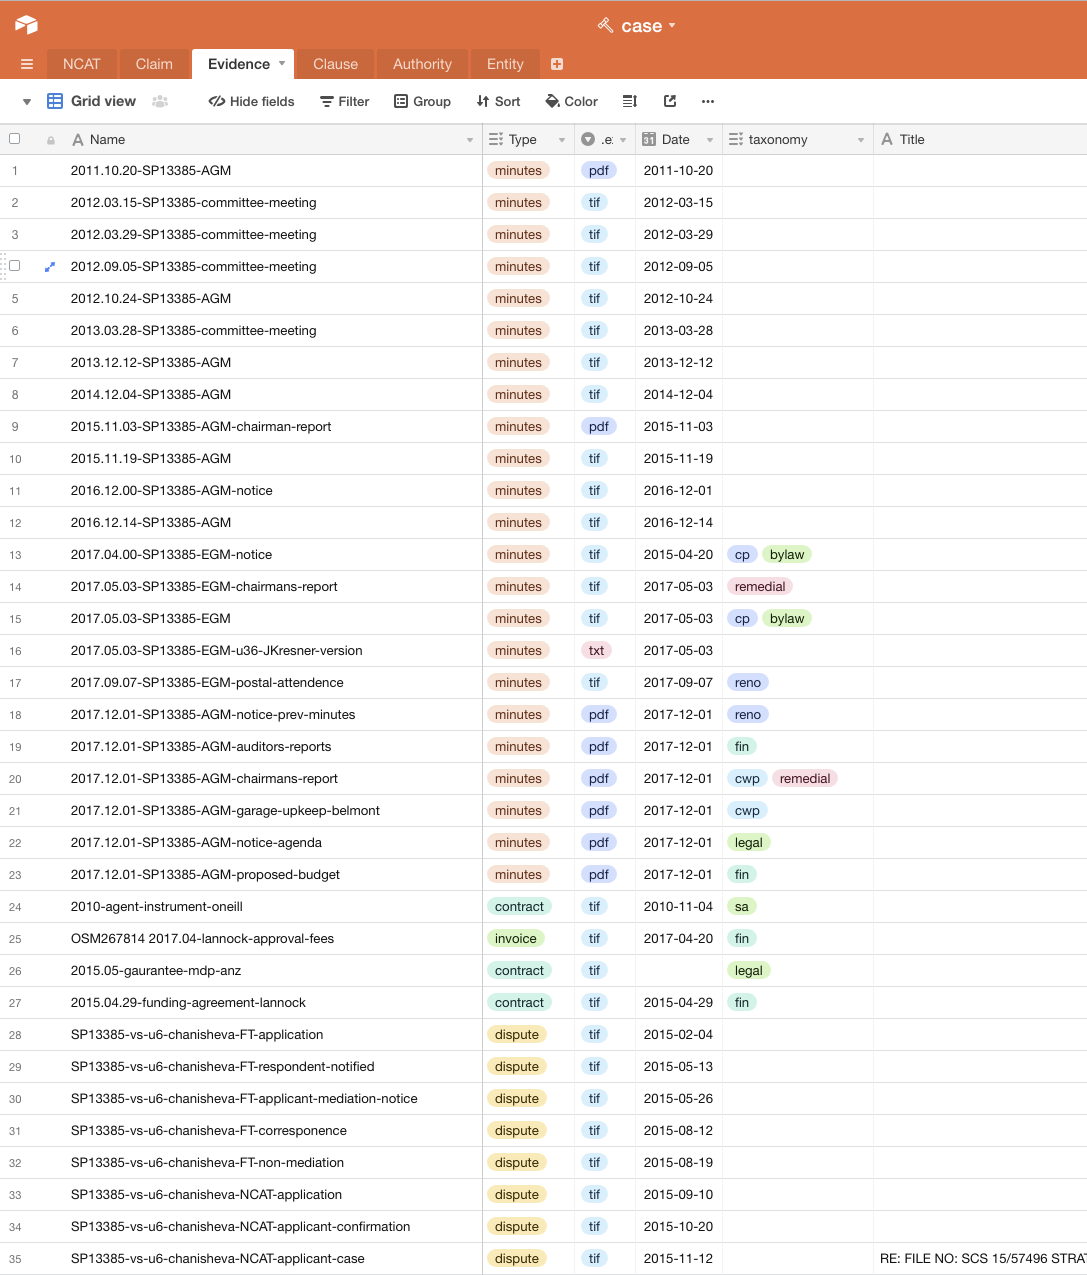 case
NCAT Claim Evidence Clause Authority Entity
Grid view Hide fields Filter Group Sort Color
Name Type .e Date taxonomy Title
1 2011.10.20-SP13385-AGM minutes pdf 2011-10-20
2 2012.03.15-SP13385-committee-meeting minutes tif 2012-03-15
3 2012.03.29-SP13385-committee-meeting minutes tif 2012-03-29
2012.09.05-SP13385-committee-meeting minutes tif 2012-09-05
5 2012.10.24-SP13385-AGM minutes tif 2012-10-24
6 2013.03.28-SP13385-committee-meeting minutes tif 2013-03-28
7 2013.12.12-SP13385-AGM minutes tif 2013-12-12
8 2014.12.04-SP13385-AGM minutes tif 2014-12-04
9 2015.11.03-SP13385-AGM-chairman-report minutes pdf 2015-11-03
10 2015.11.19-SP13385-AGM minutes tif 2015-11-19
11 2016.12.00-SP13385-AGM-notice minutes tif 2016-12-01
12 2016.12.14-SP13385-AGM minutes tif 2016-12-14
13 2017.04.00-SP13385-EGM-notice minutes tif 2015-04-20 cp bylaw
14 2017.05.03-SP13385-EGM-chairmans-report minutes tif 2017-05-03 remedial
15 2017.05.03-SP13385-EGM minutes tif 2017-05-03 cp bylaw
16 2017.05.03-SP13385-EGM-u36-JKresner-version minutes txt 2017-05-03
17 2017.09.07-SP13385-EGM-postal-attendence minutes tif 2017-09-07 reno
18 2017.12.01-SP13385-AGM-notice-prev-minutes minutes pdf 2017-12-01 reno
19 2017.12.01-SP13385-AGM-auditors-reports minutes pdf 2017-12-01 fin
20 2017.12.01-SP13385-AGM-chairmans-report minutes pdf 2017-12-01 cwp remedial
21 2017.12.01-SP13385-AGM-garage-upkeep-belmont minutes pdf 2017-12-01 cwp
22 2017.12.01-SP13385-AGM-notice-agenda minutes pdf 2017-12-01 legal
23 2017.12.01-SP13385-AGM-proposed-budget minutes pdf 2017-12-01 fin
24 2010-agent-instrument-oneill contract tif 2010-11-04 sa
25 OSM267814 2017.04-lannock-approval-fees invoice tif 2017-04-20 fin
26 2015.05-gaurantee-mdp-anz contract tif legal
27 2015.04.29-funding-agreement-lannock contract tif 2015-04-29 fin
28 SP13385-vs-u6-chanisheva-FT-application dispute tif 2015-02-04
29 SP13385-vs-u6-chanisheva-FT-respondent-notified dispute tif 2015-05-13
30 SP13385-vs-u6-chanisheva-FT-applicant-mediation-notice dispute tif 2015-05-26
31 SP13385-vs-u6-chanisheva-FT-corresponence dispute tif 2015-08-12
32 SP13385-vs-u6-chanisheva-FT-non-mediation dispute tif 2015-08-19
33 SP13385-vs-u6-chanisheva-NCAT-application dispute tif 2015-09-10
34 SP13385-vs-u6-chanisheva-NCAT-applicant-confirmation dispute tif 2015-10-20
35 SP13385-vs-u6-chanisheva-NCAT-applicant-case dispute tif 2015-11-12 RE: FILE NO: SCS 15/57496 STRAT